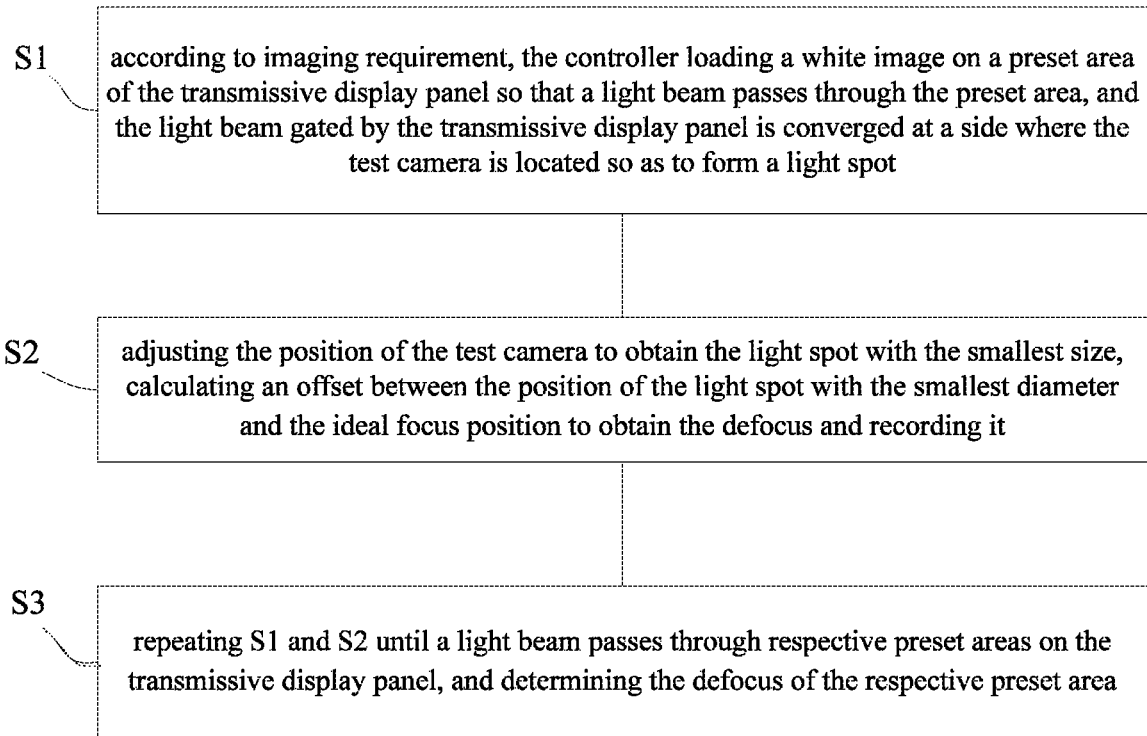 S1
according to imaging requirement, the controller loading a white image on a preset area
of the transmissive display panel so that a light beam passes through the preset area, and
the light beam gated by the transmissive display panel is converged at a side where the
test camera is located so as to form a light spot
S2
adjusting the position of the test camera to obtain the light spot with the smallest size,
calculating an offset between the position of the light spot with the smallest diameter
and the ideal focus position to obtain the defocus and recording it
S3
repeating S1 and S2 until a light beam passes through respective preset areas on the
transmissive display panel, and determining the defocus of the respective preset area